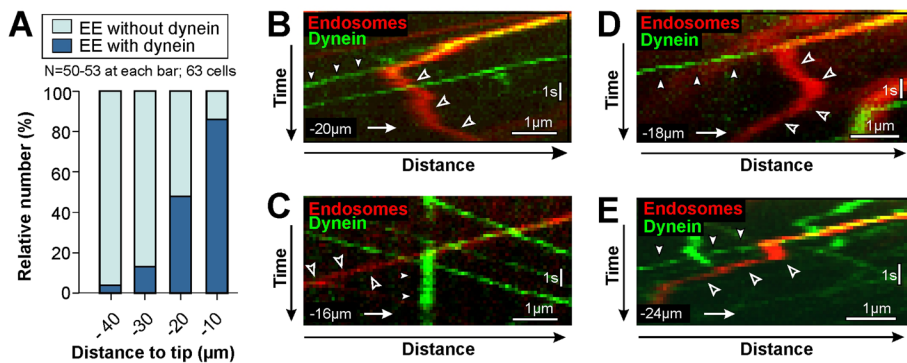 A
EE without dynein
EE with dynein
N=50-53 at each bar; 63 cells
Relative number (%)
100
80
60
40
20
0
- 40
-30
-20
-10
Distance to tip (µm)
B
Endosomes
Dynein
Time
1s
-20µm
1µm
Distance
C
Endosomes
Dynein
Time
1s
-16µm
1µm
Distance
D
Endosomes
Dynein
Time
1s
-18µm
1µm
Distance
E
Endosomes
Dynein
Time
1s
-24µm
1µm
Distance